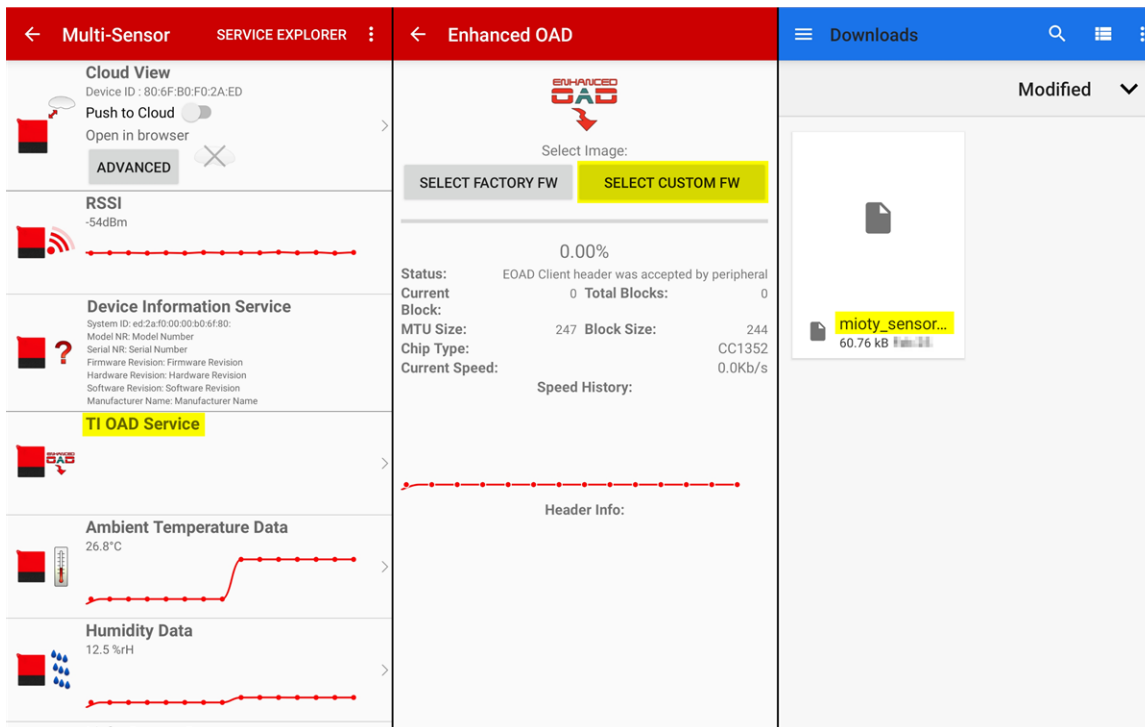 Multi-Sensor SERVICE EXPLORER
Cloud View
Device ID : 80:6F:B0:F0:2A:ED
Push to Cloud
Open in browser
ADVANCED
RSSI
-54dBm
Device Information Service
System ID: ed:2a:f0:00:00:b0:6f:80:
Model NR: Model Number
Serial NR: Serial Number
Firmware Revision: Firmware Revision
Hardware Revision: Hardware Revision
Software Revision: Software Revision
Manufacturer Name: Manufacturer Name
TI OAD Service
ENHANCED
OAD
Ambient Temperature Data
26.8°C
Humidity Data
12.5 %rH
Enhanced OAD
ENHANCED
OAD
Select Image:
SELECT FACTORY FW SELECT CUSTOM FW
0.00%
Status: EOAD Client header was accepted by peripheral
Current Block: 0 Total Blocks: 0
MTU Size: 247 Block Size: 244
Chip Type: CC1352
Current Speed: 0.0Kb/s
Speed History:
Header Info:
Downloads
Modified
mioty_sensor...
60.76 kB